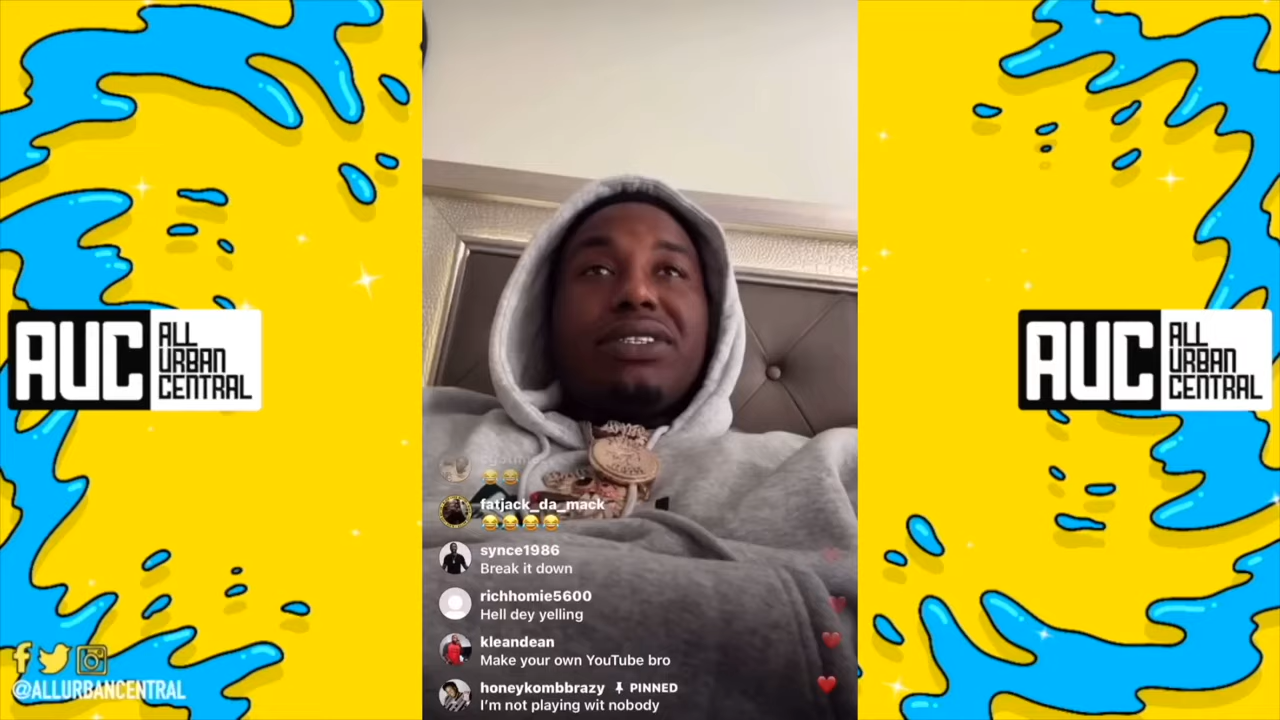 AUC ALL
URBAN
CENTRAL
AUC ALL
URBAN
CENTRAL
😂😂
fatjack_da_mack
😂😂😂😂
synce1986
Break it down
richhomie5600
Hell dey yelling
kleandean
Make your own YouTube bro
honeykombbrazy PINNED
I'm not playing wit nobody
@ALLURBANCENTRAL